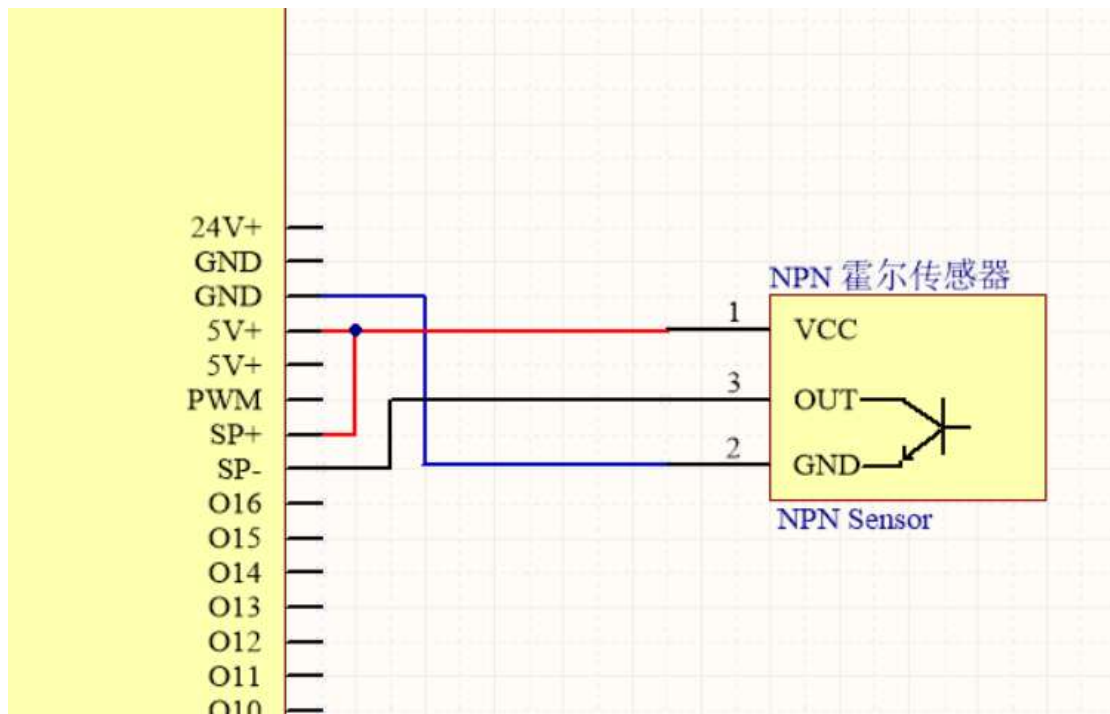 24V+
GND
GND
5V+
5V+
PWM
SP+
SP-
O16
O15
O14
O13
O12
O11
O10
NPN 霍尔传感器
1
VCC
3
OUT
2
GND
NPN Sensor